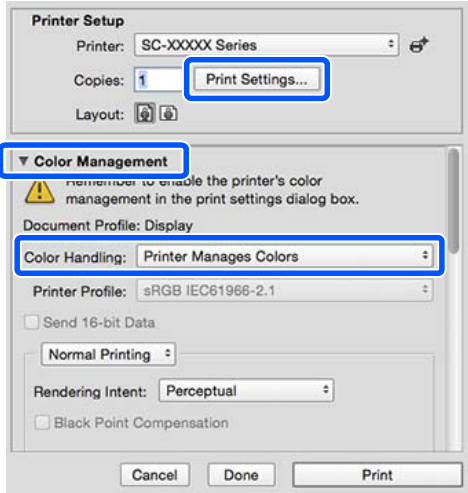 Printer Setup
Printer: SC-XXXXX Series
Copies: 1 Print Settings...
Layout:
Color Management
Remember to enable the printer's color
management in the print settings dialog box.
Document Profile: Display
Color Handling: Printer Manages Colors
Printer Profile: sRGB IEC61966-2.1
Send 16-bit Data
Normal Printing
Rendering Intent: Perceptual
Black Point Compensation
Cancel Done Print